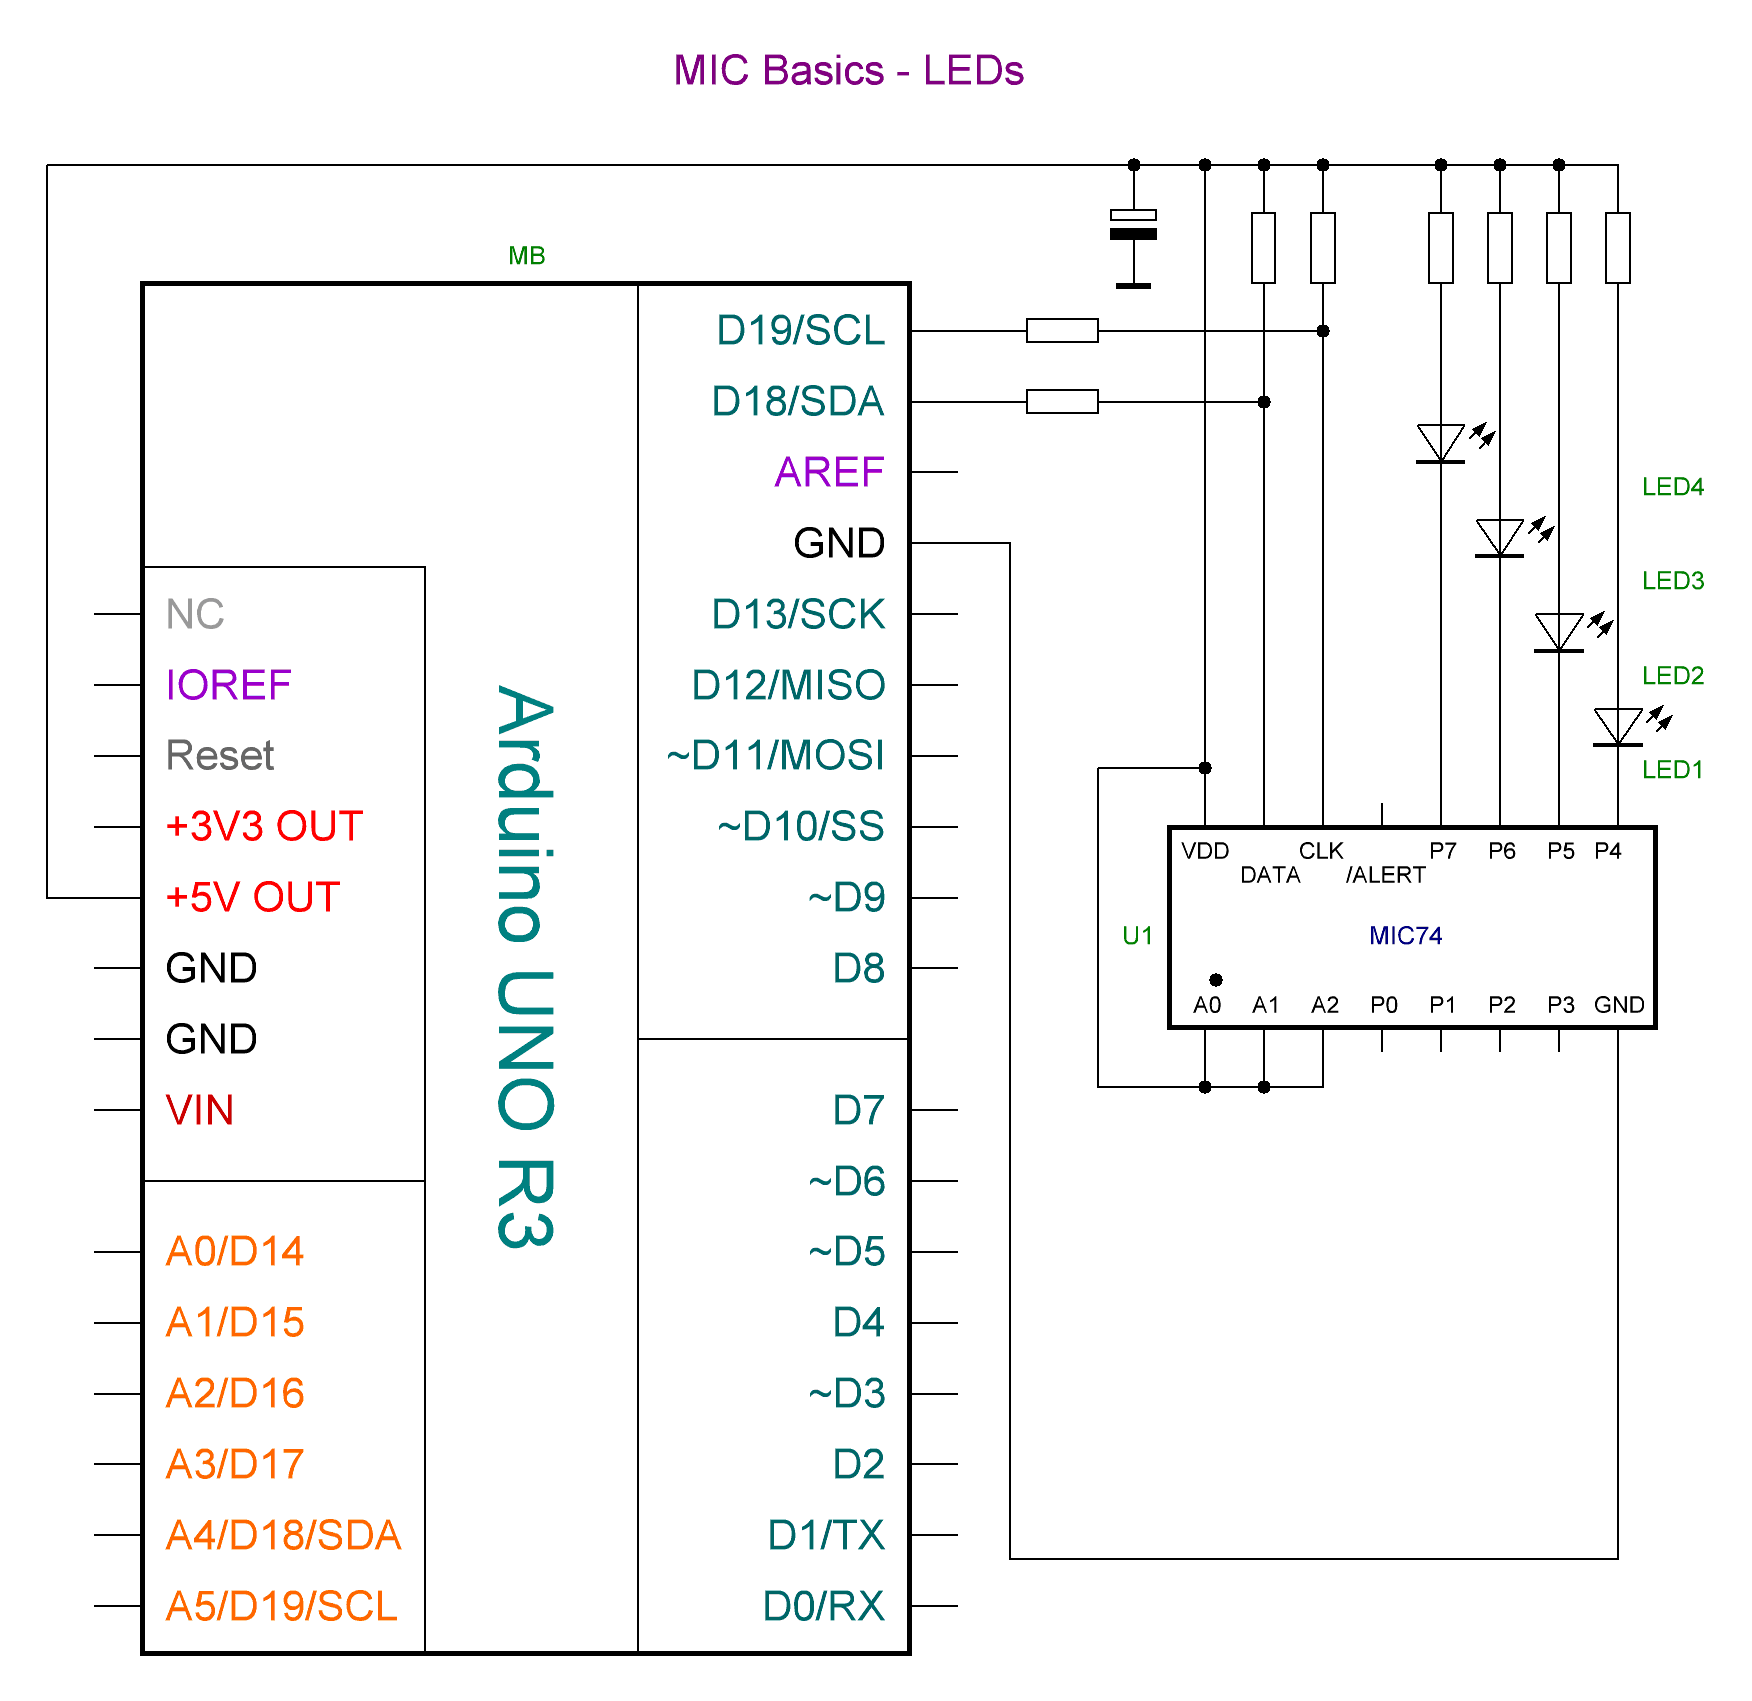 MIC Basics - LEDs
MB
D19/SCL
D18/SDA
AREF
GND
D13/SCK
D12/MISO
~D11/MOSI
~D10/SS
~D9
D8
D7
~D6
~D5
D4
~D3
D2
D1/TX
D0/RX
NC
IOREF
Reset
+3V3 OUT
+5V OUT
GND
GND
VIN
A0/D14
A1/D15
A2/D16
A3/D17
A4/D18/SDA
A5/D19/SCL
Arduino UNO R3
LED4
LED3
LED2
LED1
VDD CLK P7 P6 P5 P4
DATA /ALERT
U1
MIC74
A0 A1 A2 P0 P1 P2 P3 GND